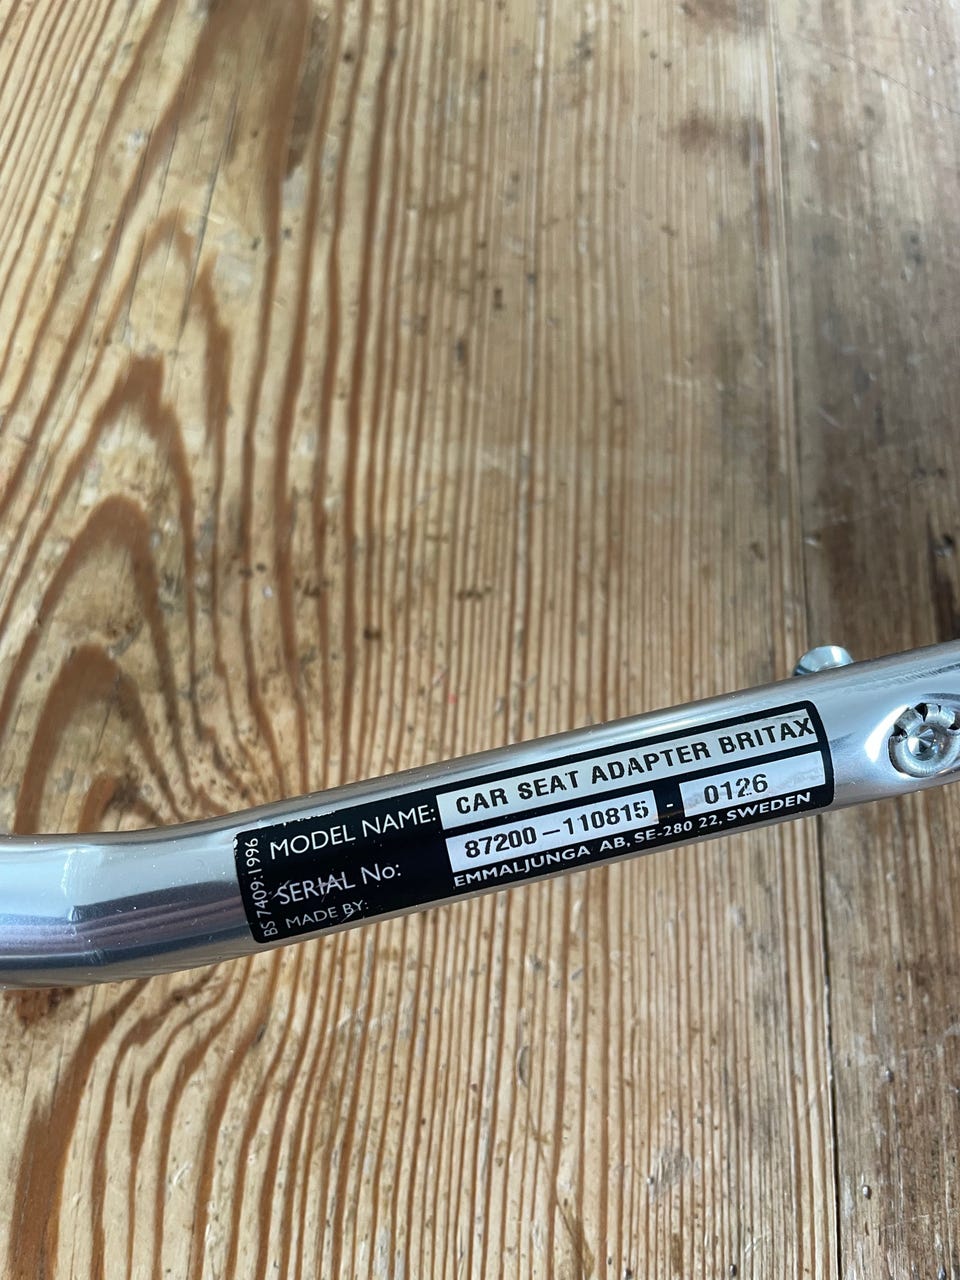 BS 7409:1996
MODEL NAME: CAR SEAT ADAPTER BRITAX
SERIAL No: 87200-110815 - 0126
MADE BY: EMMALJUNGA AB, SE-280 22, SWEDEN